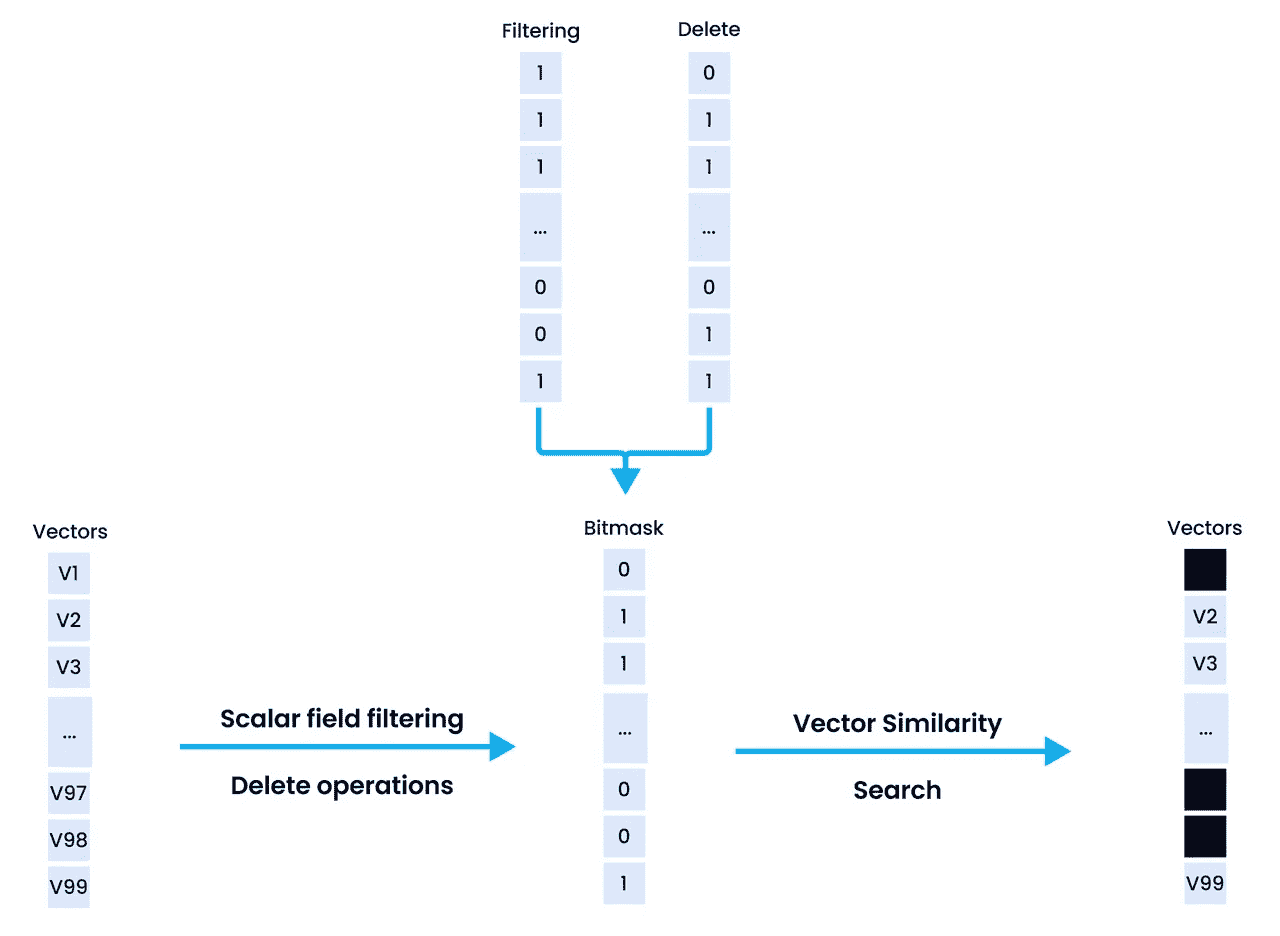 Filtering
1
1
1
...
0
0
1
Delete
0
1
1
...
0
1
1
Vectors
V1
V2
V3
...
V97
V98
V99
Scalar field filtering
Delete operations
Bitmask
0
1
1
...
0
0
1
Vector Similarity
Search
Vectors
V2
V3
...
V99